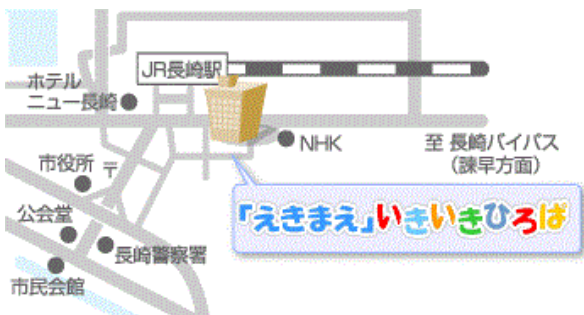 JR長崎駅
ホテル
ニュー長崎
NHK
至 長崎バイパス
(諫早方面)
市役所
〒
「えきまえ」いきいきひろば
公会堂
長崎警察署
市民会館